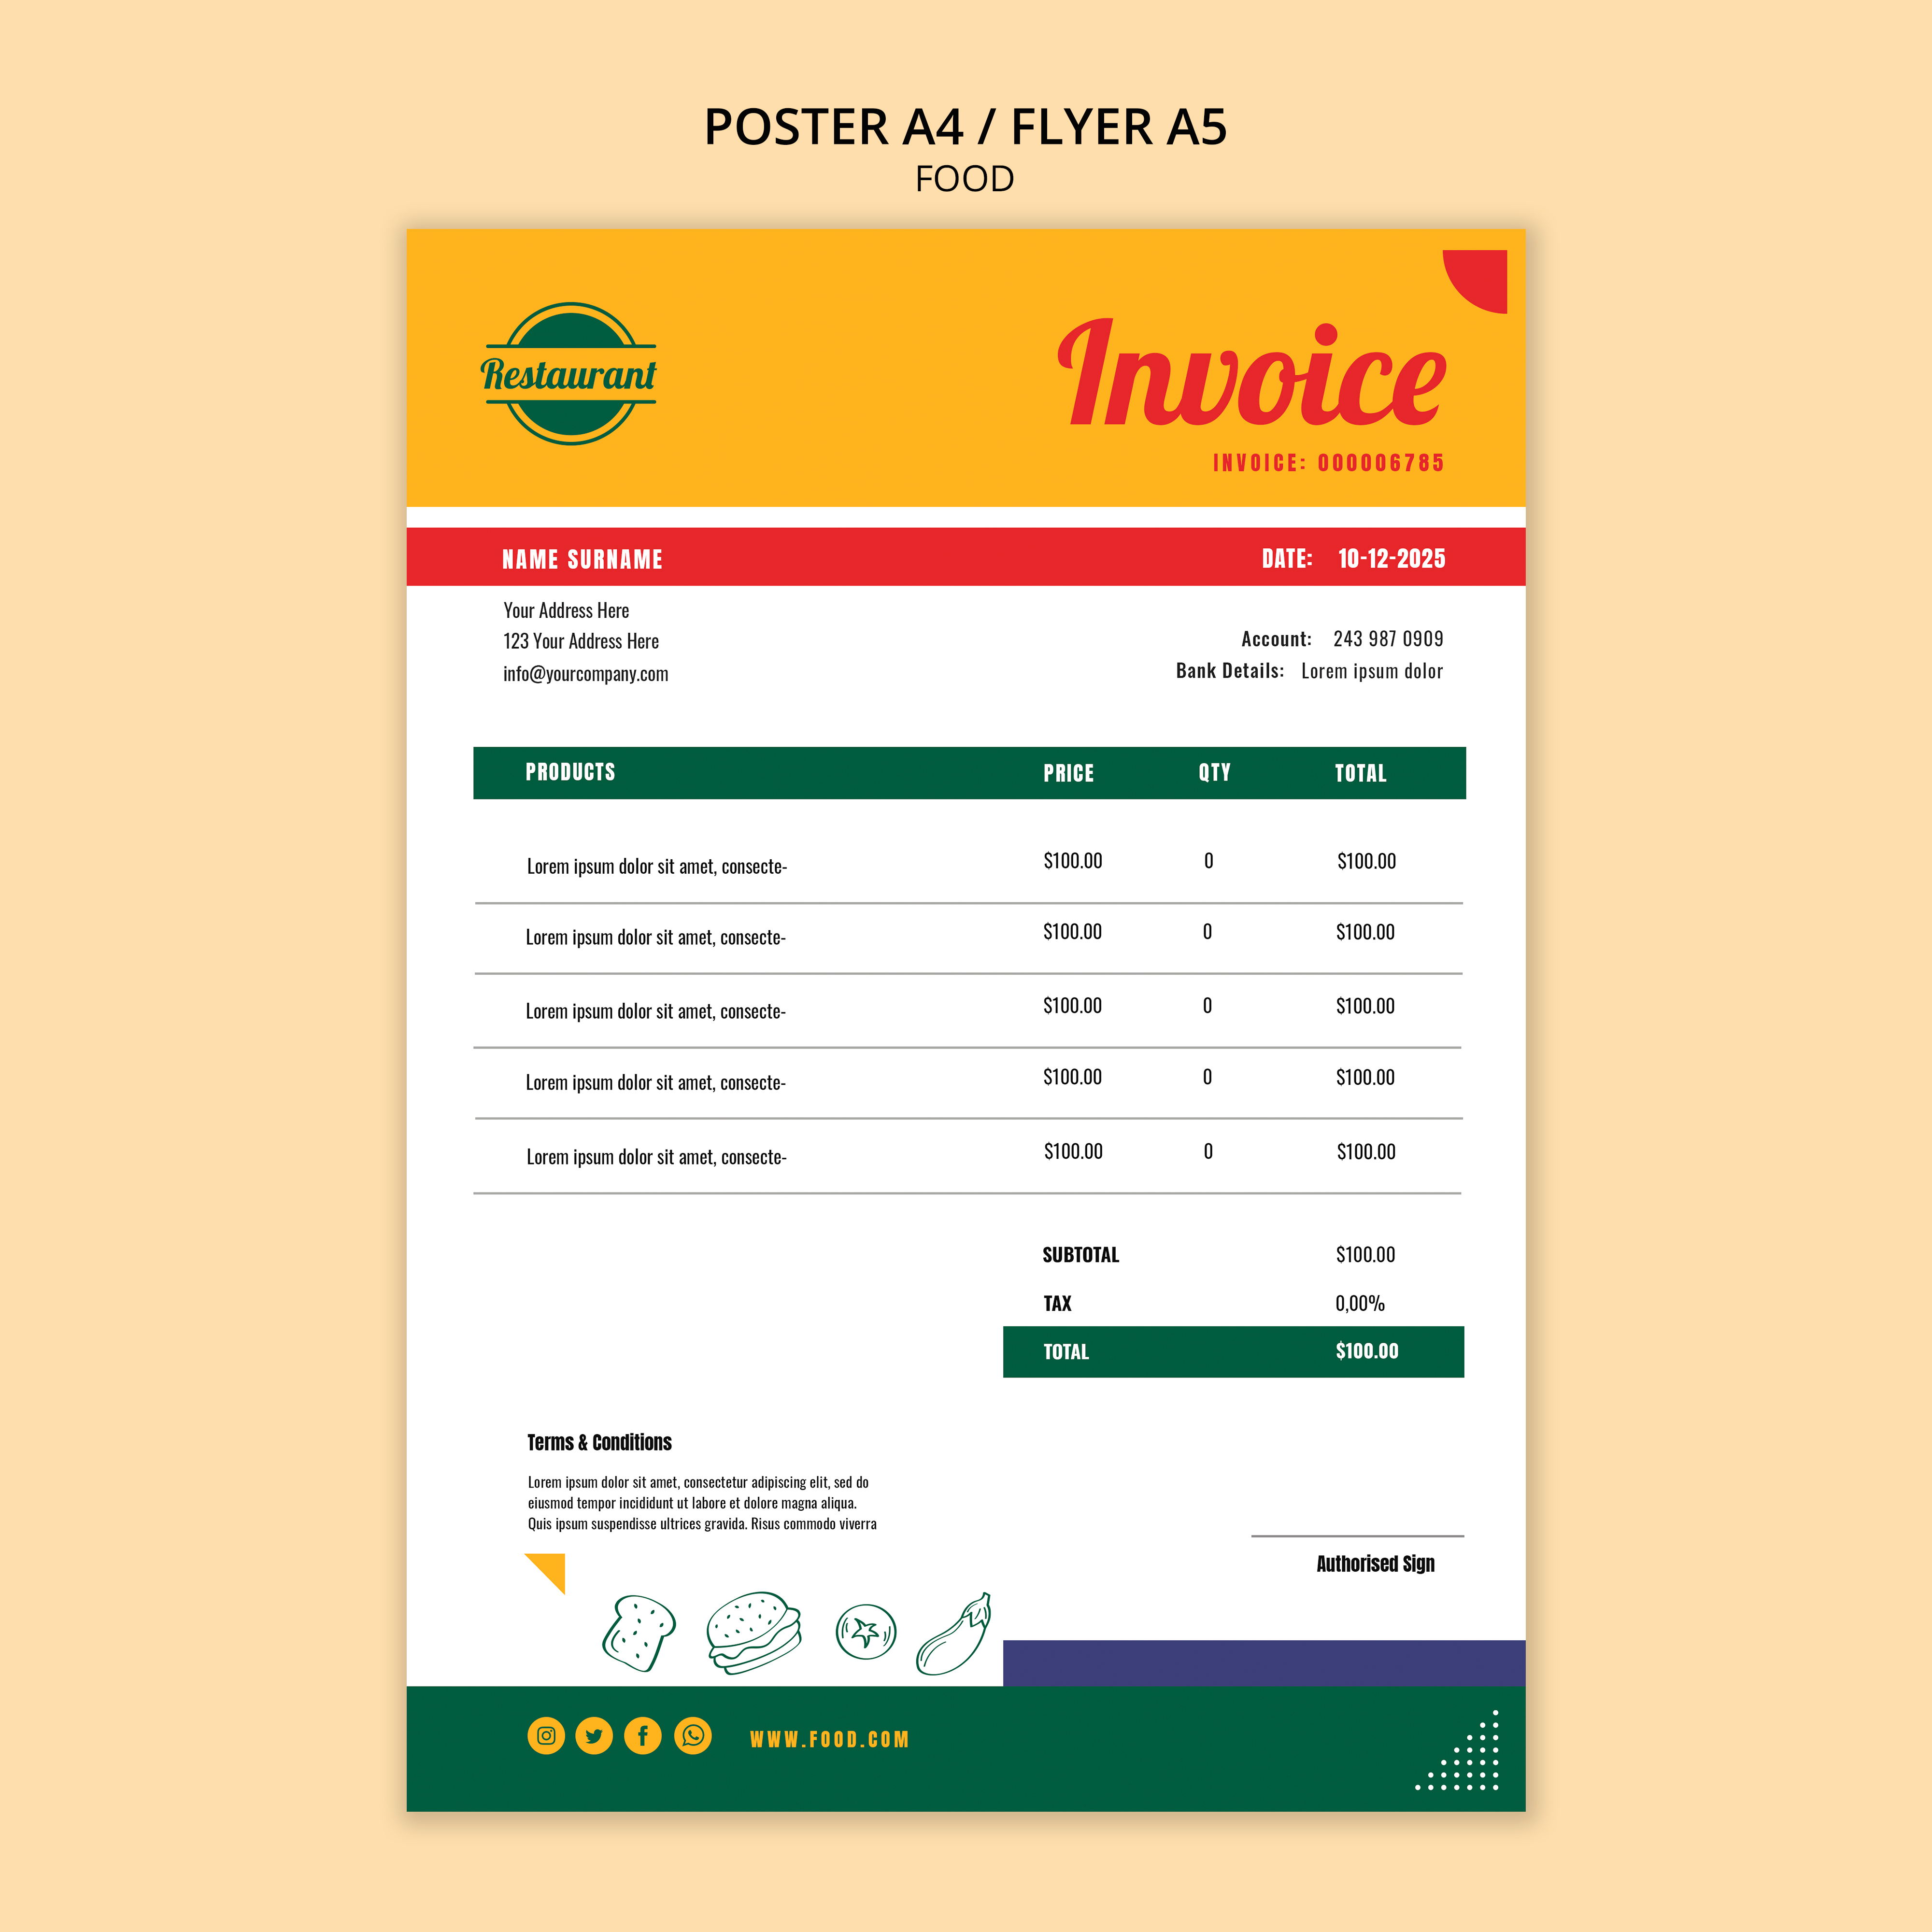 POSTER A4 / FLYER A5
FOOD
Restaurant
Invoice
INVOICE: 000006785
NAME SURNAME DATE: 10-12-2025
Your Address Here
123 Your Address Here
info@yourcompany.com
Account: 243 987 0909
Bank Details: Lorem ipsum dolor
PRODUCTS PRICE QTY TOTAL
Lorem ipsum dolor sit amet, consecte- $100.00 0 $100.00
Lorem ipsum dolor sit amet, consecte- $100.00 0 $100.00
Lorem ipsum dolor sit amet, consecte- $100.00 0 $100.00
Lorem ipsum dolor sit amet, consecte- $100.00 0 $100.00
Lorem ipsum dolor sit amet, consecte- $100.00 0 $100.00
SUBTOTAL $100.00
TAX 0,00%
TOTAL $100.00
Terms & Conditions
Lorem ipsum dolor sit amet, consectetur adipiscing elit, sed do
eiusmod tempor incididunt ut labore et dolore magna aliqua.
Quis ipsum suspendisse ultrices gravida. Risus commodo viverra
Authorised Sign
WWW.FOOD.COM